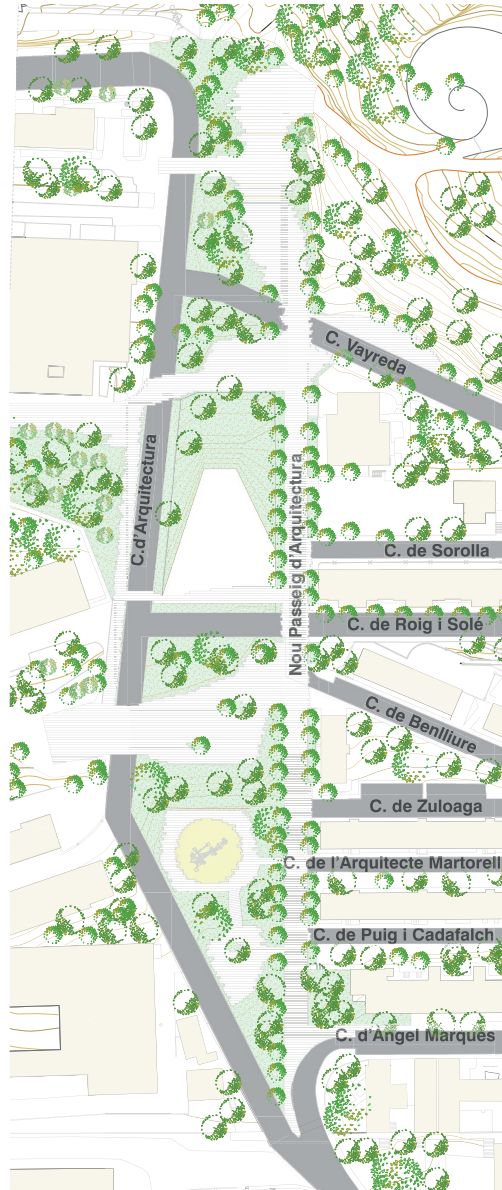 C. Vayreda
C.d'Arquitectura
Nou Passeig d'Arquitectura
C. de Sorolla
C. de Roig i Solé
C. de Benlliure
C. de Zuloaga
C. de l'Arquitecte Martorell
C. de Puig i Cadafalch
C. d'Àngel Marques